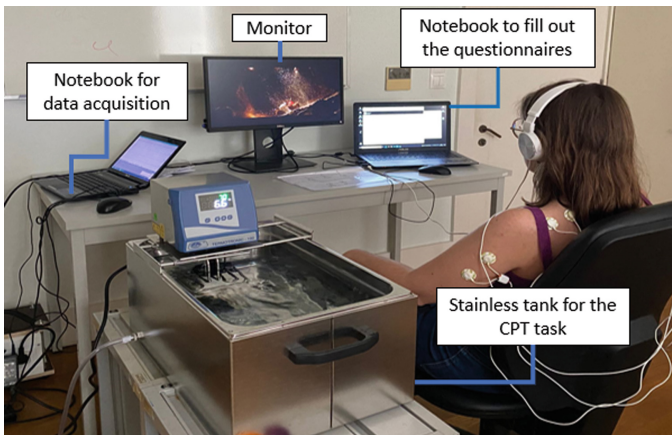 Monitor
Notebook to fill out
the questionnaires
Notebook for
data acquisition
Stainless tank for the
CPT task